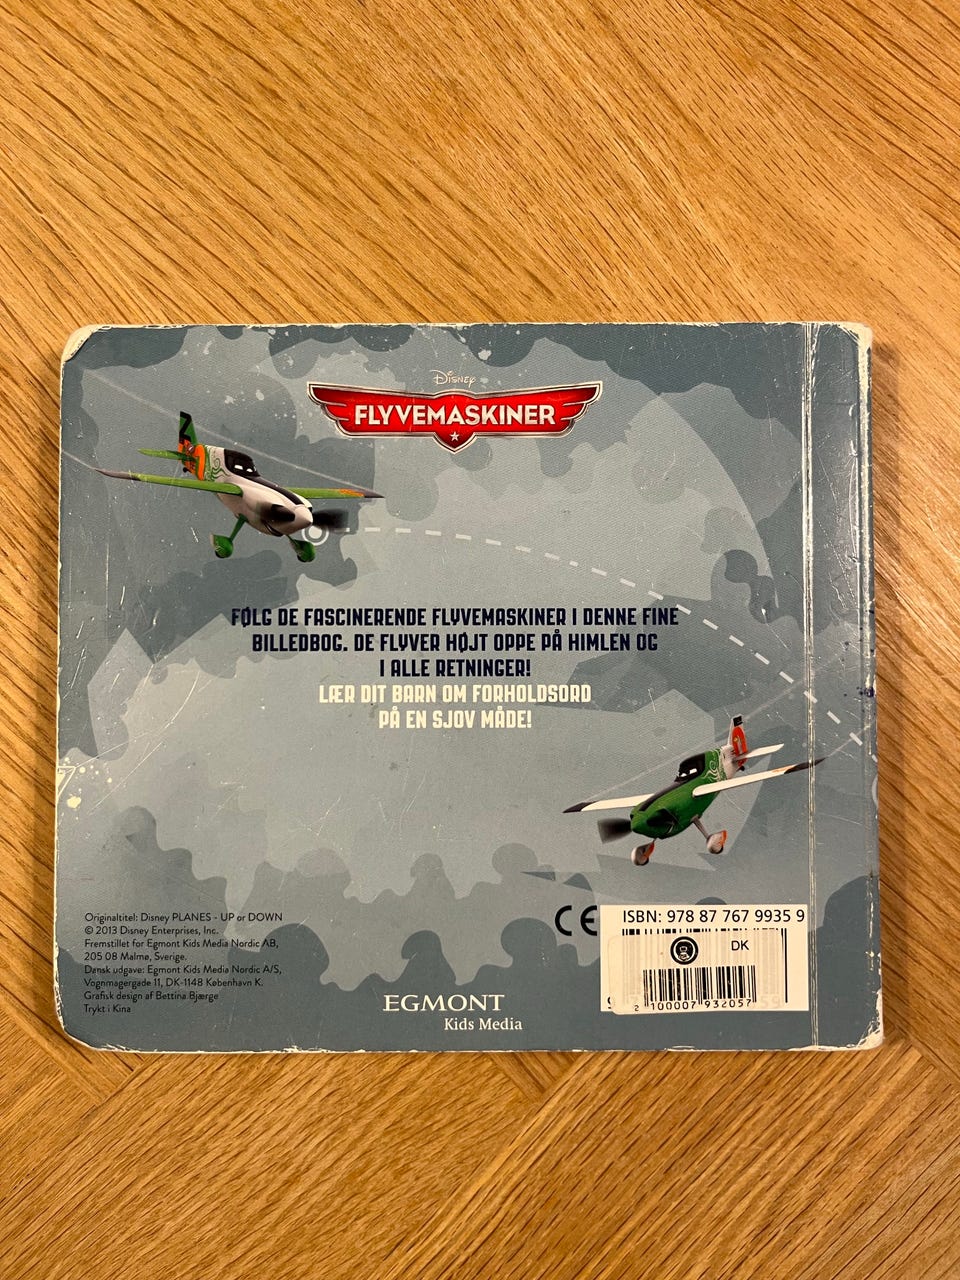 Disney
FLYVEMASKINER
FØLG DE FASCINERENDE FLYVEMASKINER I DENNE FINE
BILLEDBOG. DE FLYVER HØJT OPPE PÅ HIMLEN OG
I ALLE RETNINGER!
LÆR DIT BARN OM FORHOLDSORD
PÅ EN SJOV MÅDE!
Originaltitel: Disney PLANES - UP or DOWN
© 2013 Disney Enterprises, Inc.
Fremstillet for Egmont Kids Media Nordic AB,
205 08 Malmø, Sverige.
Dansk udgave: Egmont Kids Media Nordic A/S,
Vognmagergade 11, DK-1148 København K.
Grafisk design af Bettina Bjærge
Trykt i Kina
EGMONT
Kids Media
CE
ISBN: 978 87 767 9935 9
DK
2 100007 932057